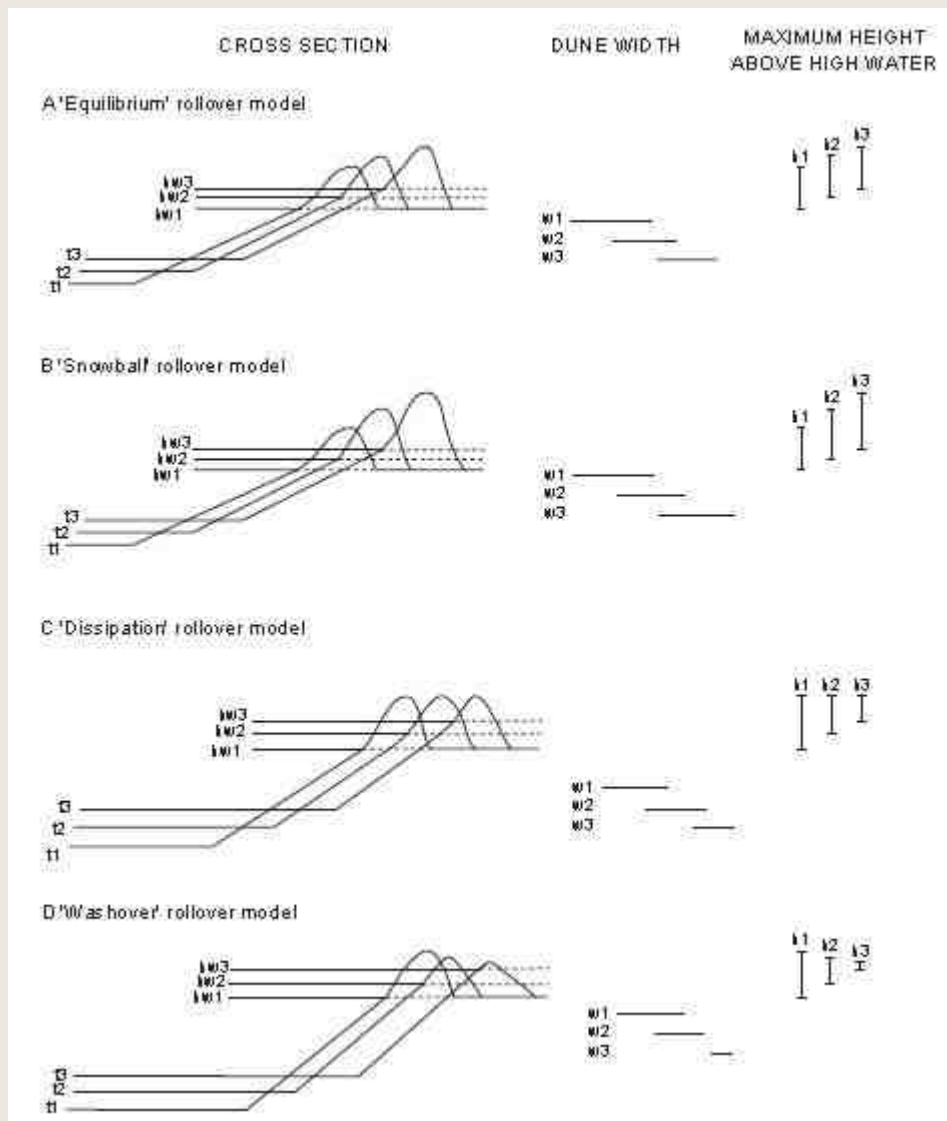 CROSS SECTION
DUNE WIDTH
MAXIMUM HEIGHT
ABOVE HIGH WATER
A 'Equilibrium' rollover model
hw3
hw2
hw1
t3
t2
t1
w1
w2
w3
h1
h2
h3
B 'Snowball' rollover model
hw3
hw2
hw1
t3
t2
t1
w1
w2
w3
h1
h2
h3
C 'Dissipation' rollover model
hw3
hw2
hw1
t3
t2
t1
w1
w2
w3
h1
h2
h3
D 'Washover' rollover model
hw3
hw2
hw1
t3
t2
t1
w1
w2
w3
h1
h2
h3